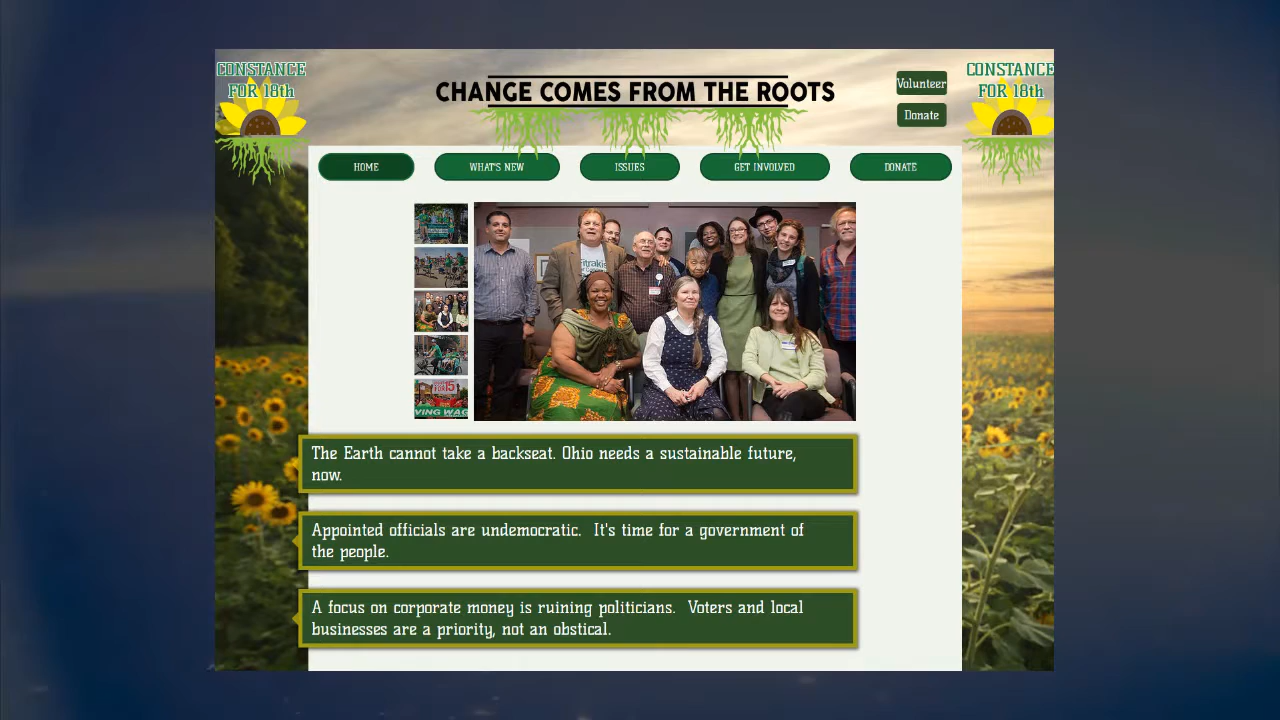 CONSTANCE
FOR 18th
CHANGE COMES FROM THE ROOTS
Volunteer
Donate
CONSTANCE
FOR 18th
HOME
WHAT'S NEW
ISSUES
GET INVOLVED
DONATE
The Earth cannot take a backseat. Ohio needs a sustainable future,
now.
Appointed officials are undemocratic. It's time for a government of
the people.
A focus on corporate money is ruining politicians. Voters and local
businesses are a priority, not an obstical.